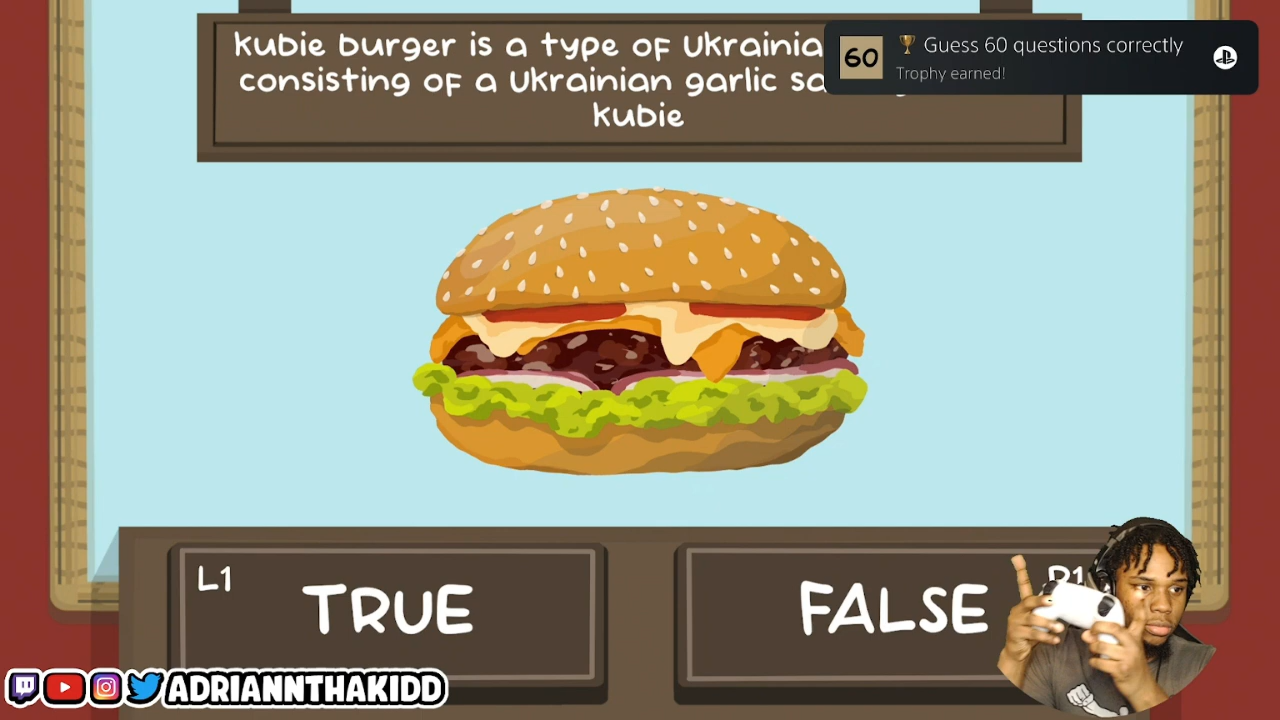 kubie burger is a type of Ukrainia
consisting of a Ukrainian garlic sa
kubie
60
Guess 60 questions correctly
Trophy earned!
L1
TRUE
FALSE
R1
ADRIANNTHAKIDD